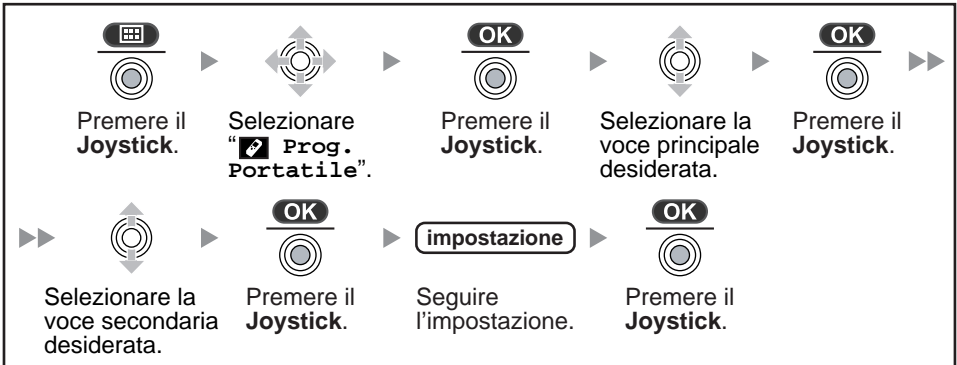 OK
OK
Premere il
Joystick.
Selezionare
“ Prog.
Portatile”.
Premere il
Joystick.
Selezionare la
voce principale
desiderata.
Premere il
Joystick.
OK
impostazione
OK
Selezionare la
voce secondaria
desiderata.
Premere il
Joystick.
Seguire
l’impostazione.
Premere il
Joystick.